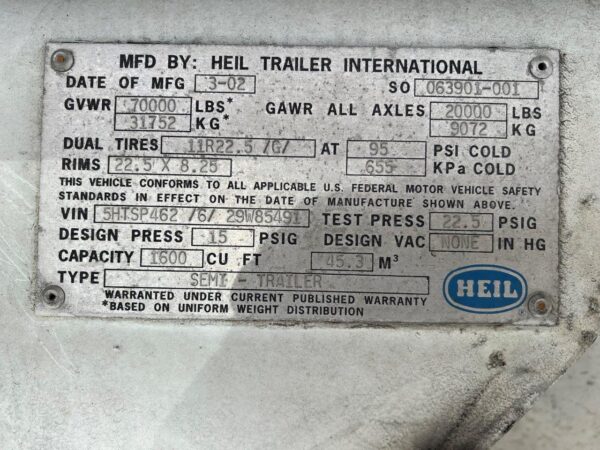 MFD BY: HEIL TRAILER INTERNATIONAL
DATE OF MFG 3-02 SO 063901-001
GVWR 70000 LBS* GAWR ALL AXLES 20000 LBS
31752 KG* 9072 KG
DUAL TIRES 11R22.5 /G/ AT 95 PSI COLD
RIMS 22.5 X 8.25 655 KPa COLD
THIS VEHICLE CONFORMS TO ALL APPLICABLE U.S. FEDERAL MOTOR VEHICLE SAFETY
STANDARDS IN EFFECT ON THE DATE OF MANUFACTURE SHOWN ABOVE.
VIN 5HTSP462 /6/ 29W85491 TEST PRESS 22.5 PSIG
DESIGN PRESS 15 PSIG DESIGN VAC NONE IN HG
CAPACITY 1600 CU FT 45.3 M³
TYPE SEMI - TRAILER
HEIL
WARRANTED UNDER CURRENT PUBLISHED WARRANTY
*BASED ON UNIFORM WEIGHT DISTRIBUTION